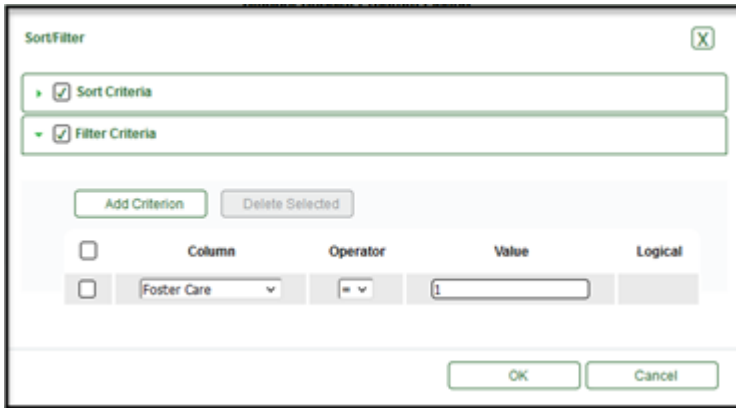 Sort/Filter
X
Sort Criteria
Filter Criteria
Add Criterion Delete Selected
Column Operator Value Logical
Foster Care = 1
OK Cancel